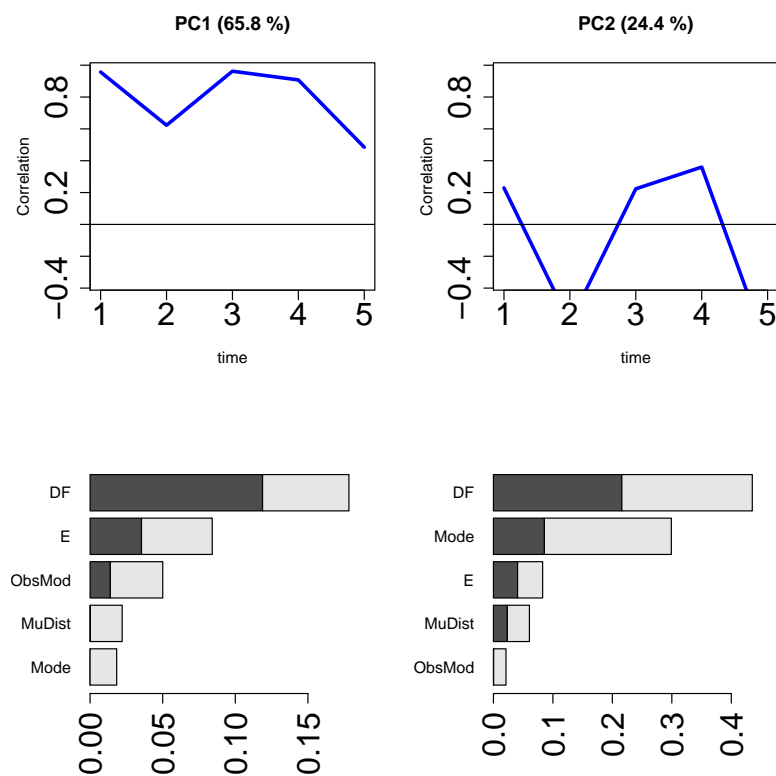 PC1 (65.8 %)
Correlation
−0.4 0.2 0.8
1 2 3 4 5
time
PC2 (24.4 %)
Correlation
−0.4 0.2 0.8
1 2 3 4 5
time
DF
E
ObsMod
MuDist
Mode
0.00 0.05 0.10 0.15
DF
Mode
E
MuDist
ObsMod
0.0 0.1 0.2 0.3 0.4